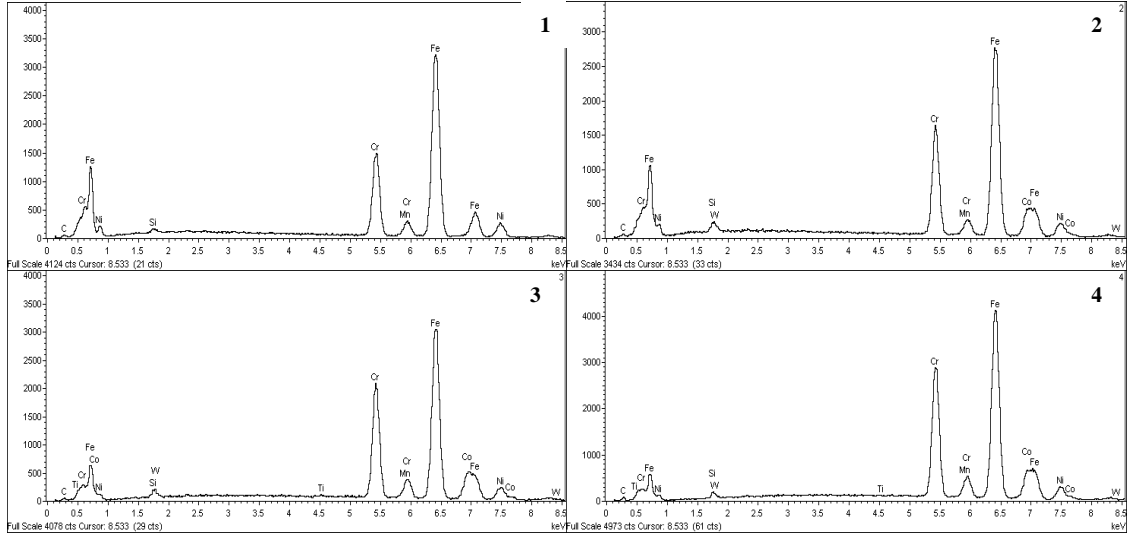 1
4000
3500
3000
2500
2000
1500
1000
500
0
Fe
Cr
Fe
Cr
C
Ni
Si
Cr
Mn
Fe
Ni
0 0.5 1 1.5 2 2.5 3 3.5 4 4.5 5 5.5 6 6.5 7 7.5 8 8.5
Full Scale 4124 cts Cursor: 8.533 (21 cts) keV
2
2
3000
2500
2000
1500
1000
500
0
Fe
Cr
Fe
Cr
C
Ni
Si
W
Cr
Mn
Co
Fe
Ni
Co
W
0 0.5 1 1.5 2 2.5 3 3.5 4 4.5 5 5.5 6 6.5 7 7.5 8 8.5
Full Scale 3434 cts Cursor: 8.533 (33 cts) keV
3
3
4000
3500
3000
2500
2000
1500
1000
500
0
Fe
Cr
Fe
Co
Cr
Ti
C
Ni
W
Si
Ti
Cr
Mn
Co
Fe
Ni
Co
W
0 0.5 1 1.5 2 2.5 3 3.5 4 4.5 5 5.5 6 6.5 7 7.5 8 8.5
Full Scale 4078 cts Cursor: 8.533 (29 cts) keV
4
4
4000
3000
2000
1000
0
Fe
Cr
Fe
Cr
Ti
C
Ni
Si
W
Ti
Cr
Mn
Co
Fe
Ni
Co
W
0 0.5 1 1.5 2 2.5 3 3.5 4 4.5 5 5.5 6 6.5 7 7.5 8 8.5
Full Scale 4973 cts Cursor: 8.533 (61 cts) keV